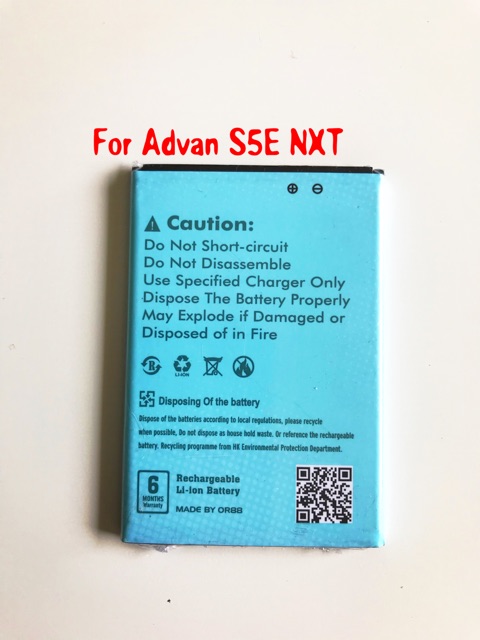 For Advan S5E NXT
Caution:
Do Not Short-circuit
Do Not Disassemble
Use Specified Charger Only
Dispose The Battery Properly
May Explode if Damaged or
Disposed of in Fire
R
LI-ION
Disposing Of the battery
Dispose of the batteries according to local regulations, please recycle
when possible, Do not dispose as house hold waste. Or reference the rechargeable
battery. Recycling programme from HK Environmental Protection Department.
6
MONTHS
Warranty
Rechargeable
Li-ion Battery
MADE BY ORBB